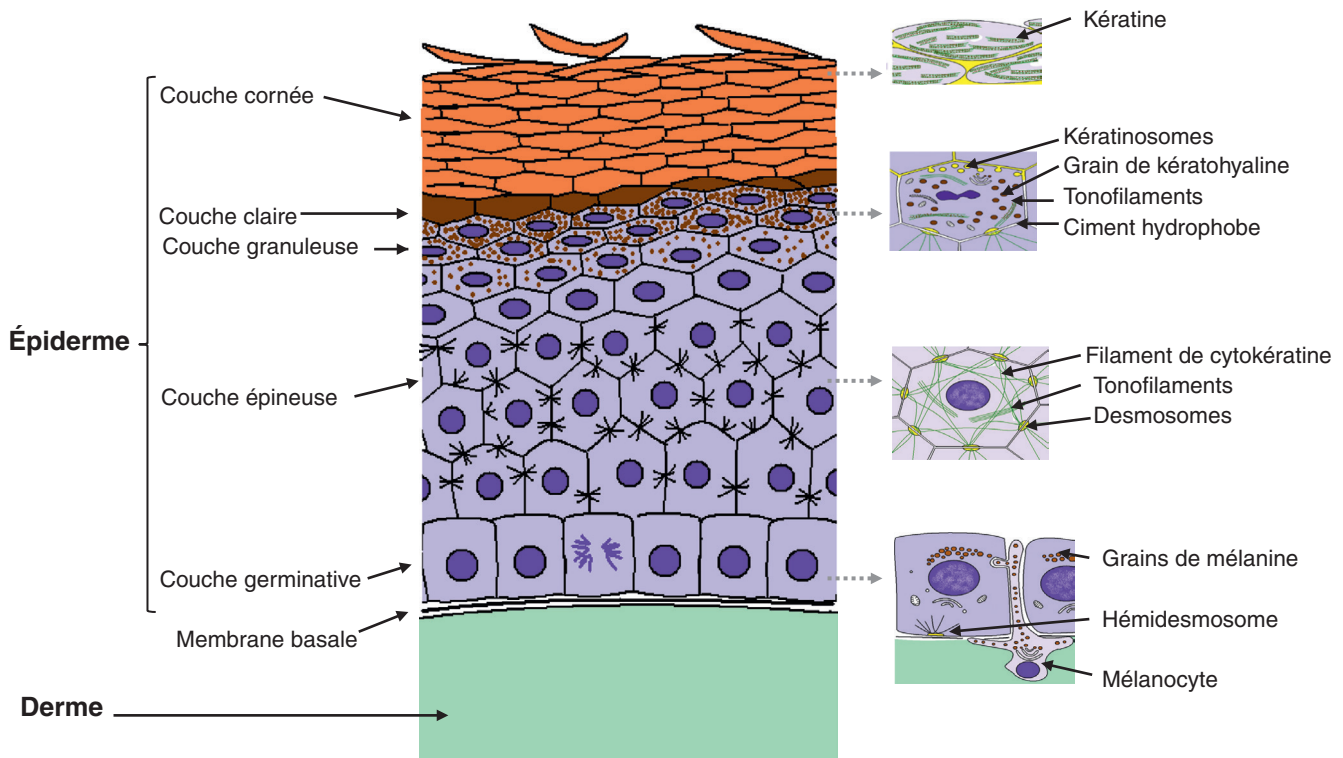 Épiderme
Couche cornée
Couche claire
Couche granuleuse
Couche épineuse
Couche germinative
Membrane basale
Derme
Kératine
Kératinosomes
Grain de kératohyaline
Tonofilaments
Ciment hydrophobe
Filament de cytokératine
Tonofilaments
Desmosomes
Grains de mélanine
Hémidesmosome
Mélanocyte